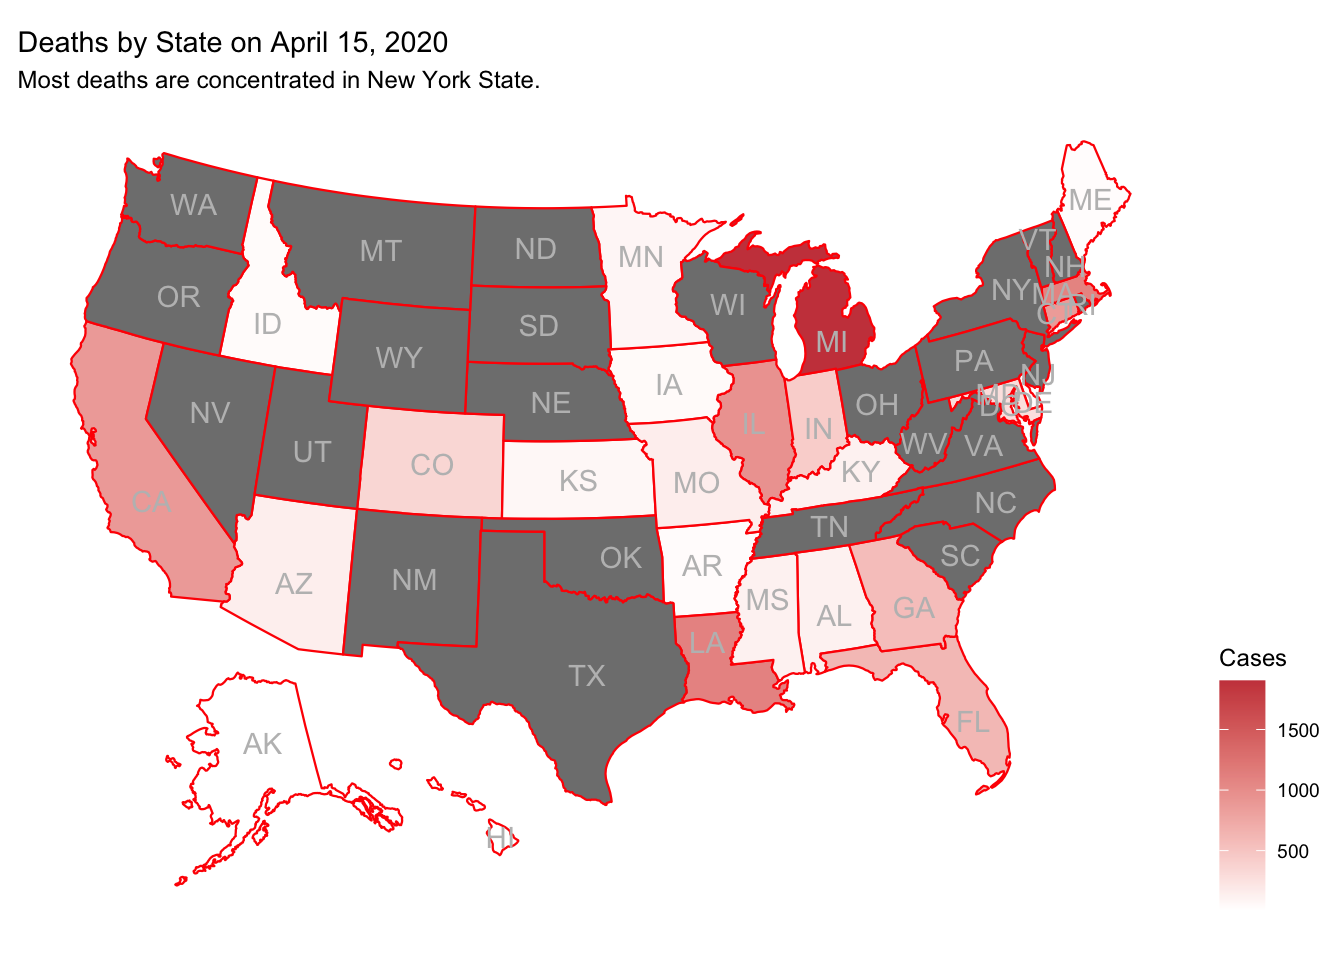 Deaths by State on April 15, 2020
Most deaths are concentrated in New York State.
ME
WA
VT
MT
ND
MN
NH
OR
NY
MA
RI
ID
SD
WI
CT
MI
WY
PA
IA
NJ
NE
OH
MD
DE
DC
NV
UT
IL
IN
WV
VA
CO
KS
MO
KY
CA
NC
TN
OK
SC
AR
AZ
NM
MS
AL
GA
LA
TX
Cases
FL
1500
AK
1000
HI
500